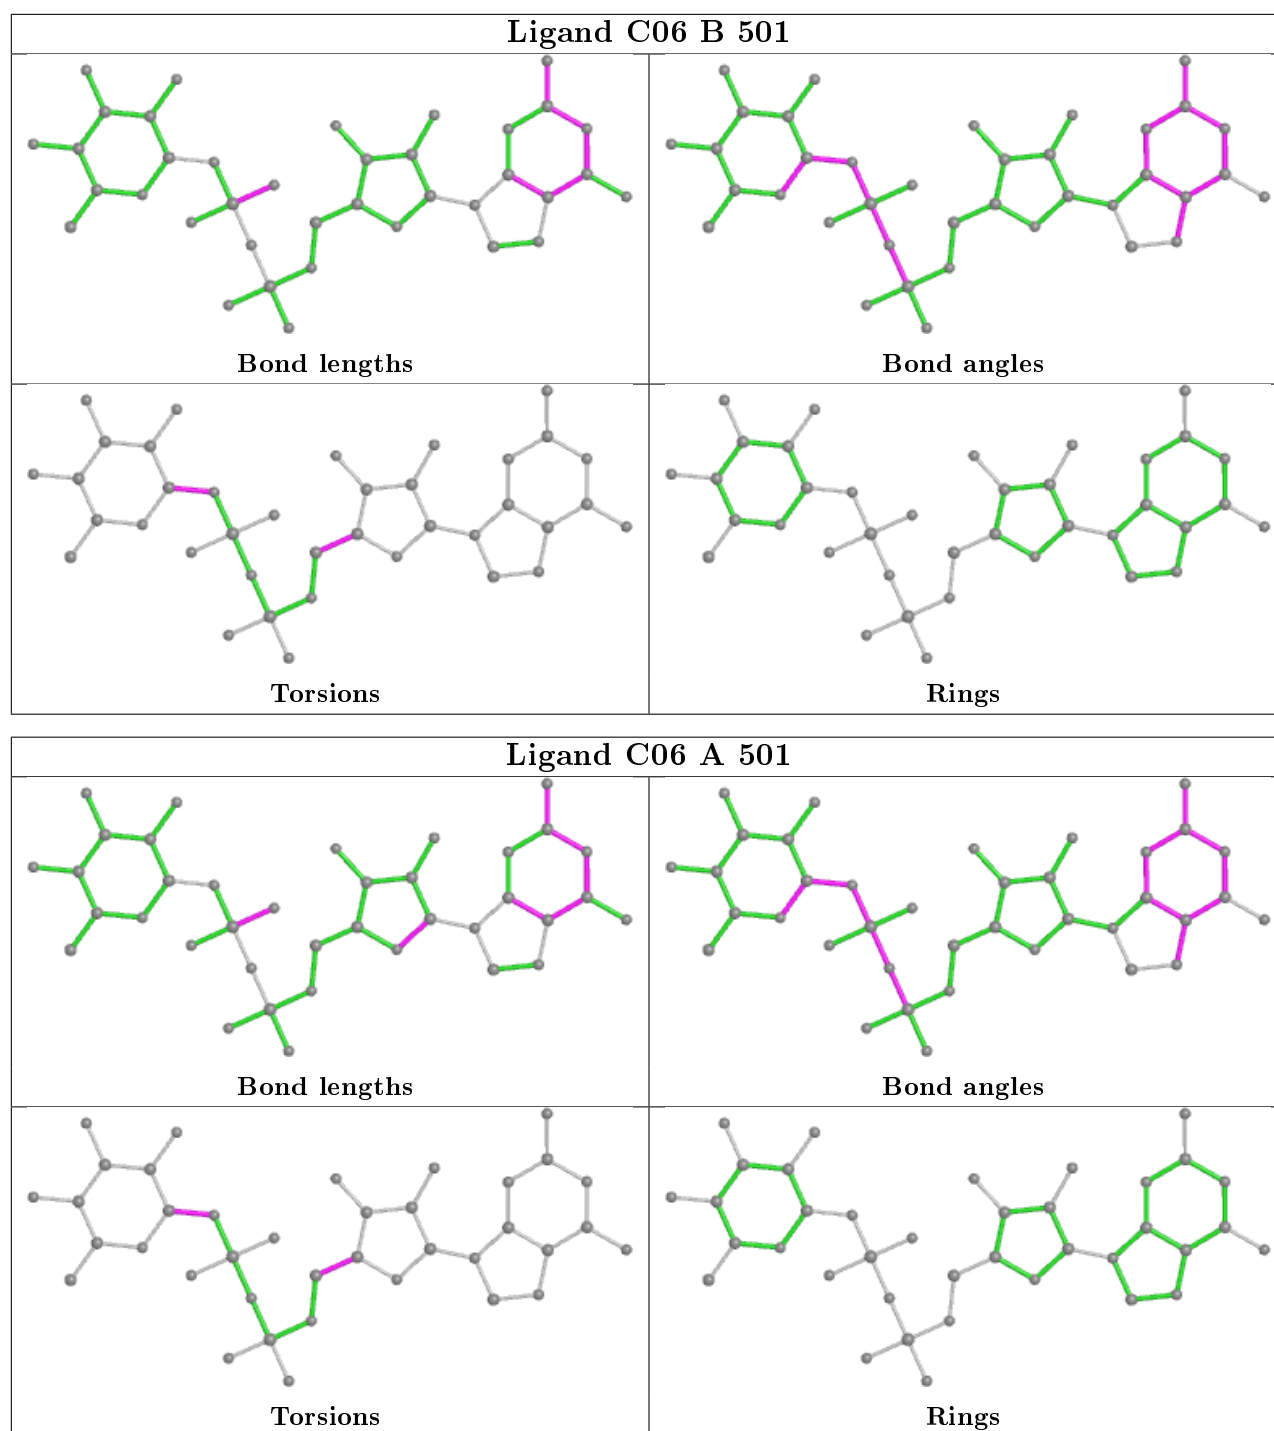 Ligand C06 B 501
Bond lengths
Bond angles
Torsions
Rings
Ligand C06 A 501
Bond lengths
Bond angles
Torsions
Rings